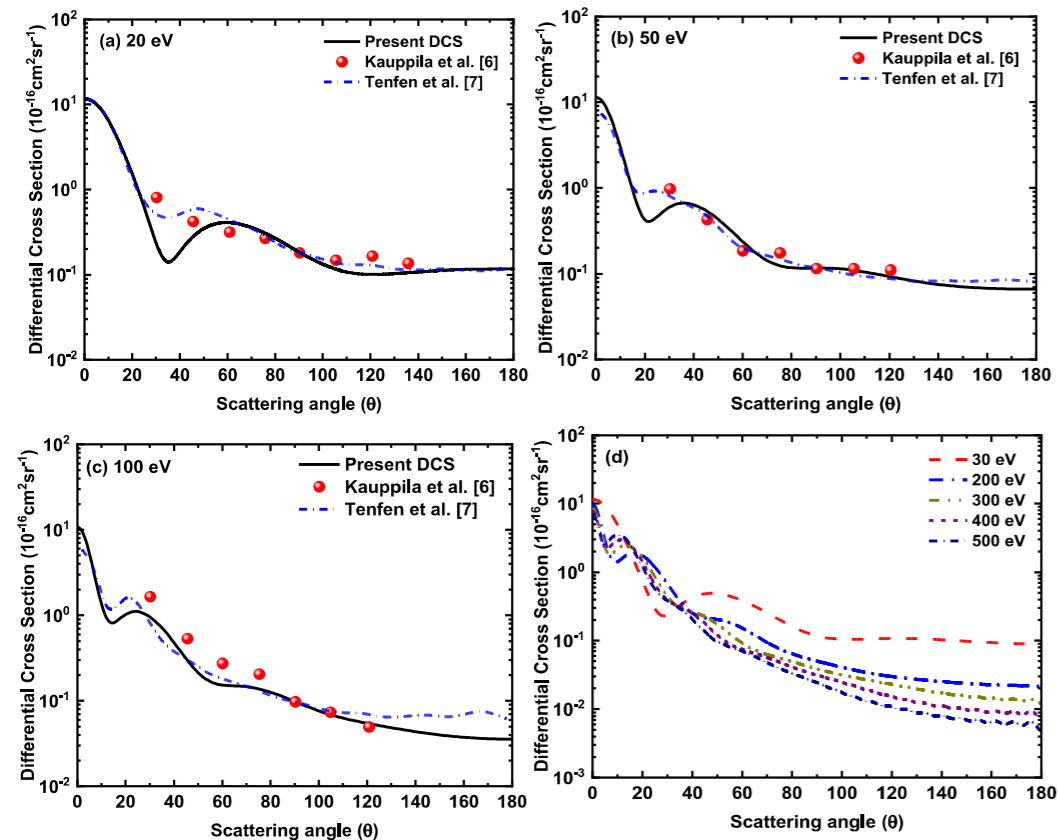 (a) 20 eV
Present DCS
Kauppila et al. [6]
Tenfen et al. [7]
Differential Cross Section (10⁻¹⁶cm²sr⁻¹)
10²
10¹
10⁰
10⁻¹
10⁻²
0 20 40 60 80 100 120 140 160 180
Scattering angle (θ)
(b) 50 eV
Present DCS
Kauppila et al. [6]
Tenfen et al. [7]
Differential Cross Section (10⁻¹⁶cm²sr⁻¹)
10²
10¹
10⁰
10⁻¹
10⁻²
0 20 40 60 80 100 120 140 160 180
Scattering angle (θ)
(c) 100 eV
Present DCS
Kauppila et al. [6]
Tenfen et al. [7]
Differential Cross Section (10⁻¹⁶cm²sr⁻¹)
10²
10¹
10⁰
10⁻¹
10⁻²
0 20 40 60 80 100 120 140 160 180
Scattering angle (θ)
(d)
30 eV
200 eV
300 eV
400 eV
500 eV
Differential Cross Section (10⁻¹⁶cm²sr⁻¹)
10²
10¹
10⁰
10⁻¹
10⁻²
10⁻³
0 20 40 60 80 100 120 140 160 180
Scattering angle (θ)